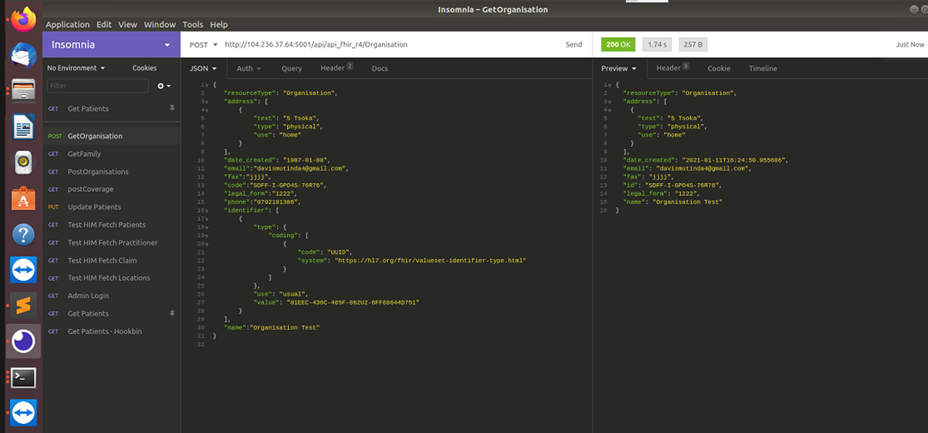 Insomnia – GetOrganisation
Application Edit View Window Tools Help
Insomnia
POST http://104.236.37.64:5001/api/api_fhir_r4/Organisation Send
200 OK 1.74 s 257 B Just Now
No Environment Cookies
JSON Auth Query Header 2 Docs
Preview Header 9 Cookie Timeline
Filter
GET Get Patients
POST GetOrganisation
GET GetFamily
GET PostOrganisations
GET postCoverage
PUT Update Patients
GET Test HIM Fetch Patients
GET Test HIM Fetch Practitioner
GET Test HIM Fetch Claim
GET Test HIM Fetch Locations
GET Admin Login
GET Get Patients
GET Get Patients - Hookbin
1 {
2 "resourceType": "Organisation",
3 "address": [
4 {
5 "text": "5 Tsoka",
6 "type": "physical",
7 "use": "home"
8 }
9 ],
10 "date_created": "1987-01-08",
11 "email":"davismutinda4@gmail.com",
12 "fax":"jjjj",
13 "code":"SDFF-I-GPO4S-76R76",
14 "legal_form":"1222",
15 "phone":"0792101386",
16 "identifier": [
17 {
18 "type": {
19 "coding": [
20 {
21 "code": "UUID",
22 "system": "https://hl7.org/fhir/valueset-identifier-type.html"
23 }
24 ]
25 },
26 "use": "usual",
27 "value":
28 }
29 ],
30 "name":"Organisation Test"
31 }
32
1 {
2 "resourceType": "Organisation",
3 "address": [
4 {
5 "text": "5 Tsoka",
6 "type": "physical",
7 "use": "home"
8 }
9 ],
10 "date_created": "2021-01-11T16:24:50.955686",
11 "email": "davismutinda4@gmail.com",
12 "fax": "jjjj",
13 "id": "SDFF-I-GPO4S-76R76",
14 "legal_form": "1222",
15 "name": "Organisation Test"
16 }